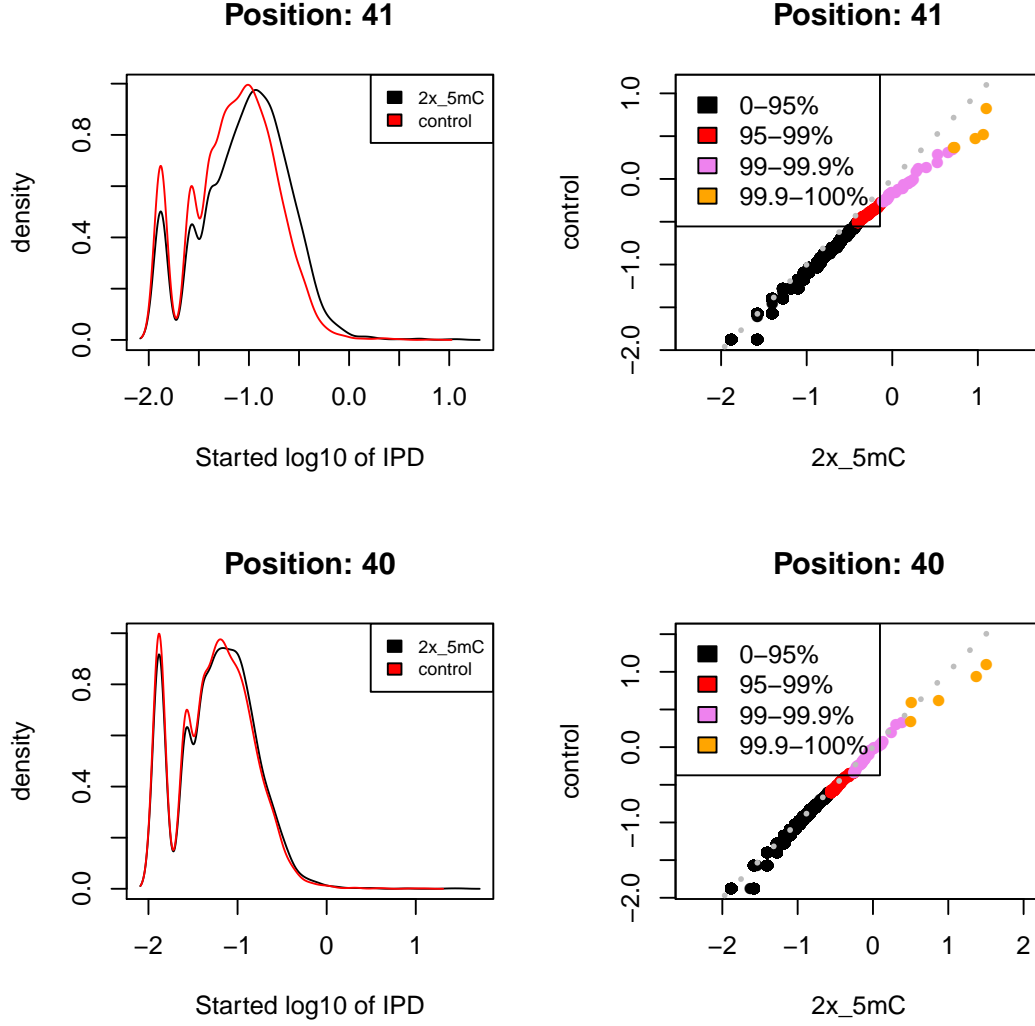 Position: 41
density
0.0 0.4 0.8
2x_5mC
control
−2.0 −1.0 0.0 1.0
Started log10 of IPD
Position: 41
control
−2.0 −1.0 0.0 1.0
0−95%
95−99%
99−99.9%
99.9−100%
−2 −1 0 1
2x_5mC
Position: 40
density
0.0 0.4 0.8
2x_5mC
control
−2 −1 0 1
Started log10 of IPD
Position: 40
control
−2.0 −1.0 0.0 1.0
0−95%
95−99%
99−99.9%
99.9−100%
−2 −1 0 1 2
2x_5mC